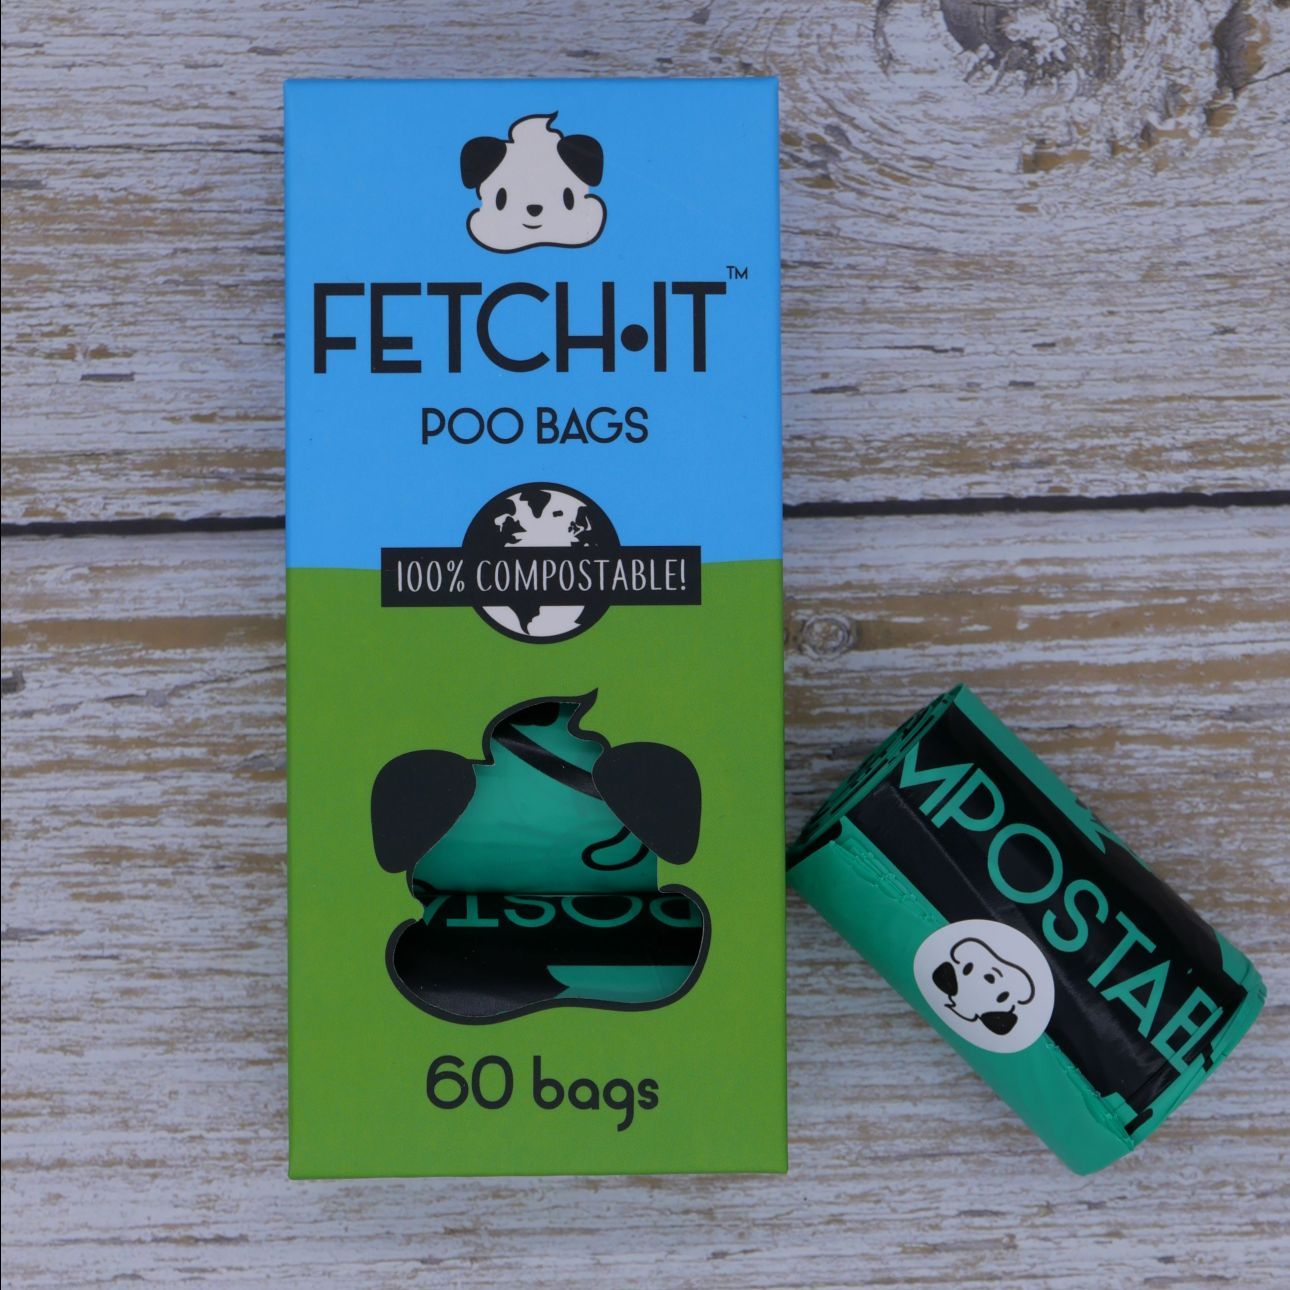 FETCH•IT™
POO BAGS
100% COMPOSTABLE!
60 bags